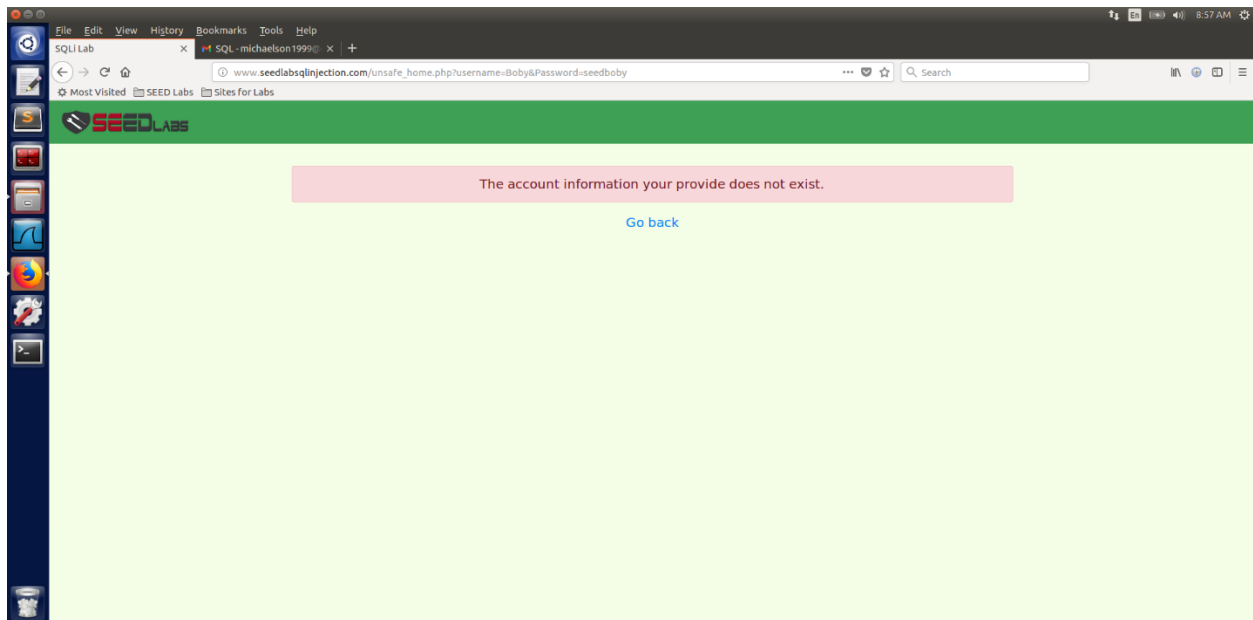 En 8:57 AM
File Edit View History Bookmarks Tools Help
SQLi Lab × M SQL - michaelson1999@ × +
www.seedlabsqlinjection.com/unsafe_home.php?username=Boby&Password=seedboby ... Search
Most Visited SEED Labs Sites for Labs
SEEDLABS
The account information your provide does not exist.
Go back